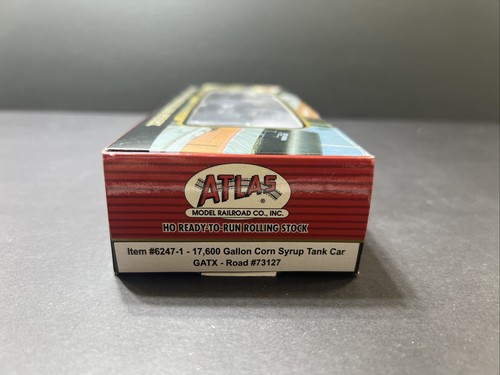 ATLAS
®
MODEL RAILROAD CO., INC.
HO READY-TO-RUN ROLLING STOCK
Item #6247-1 - 17,600 Gallon Corn Syrup Tank Car
GATX - Road #73127